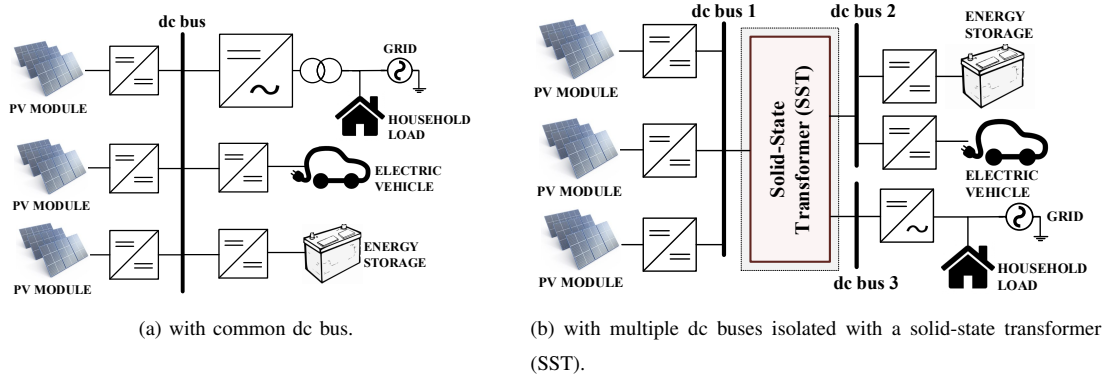 dc bus
GRID
PV MODULE
HOUSEHOLD
LOAD
PV MODULE
ELECTRIC
VEHICLE
PV MODULE
ENERGY
STORAGE
(a) with common dc bus.
dc bus 1
dc bus 2
ENERGY
STORAGE
PV MODULE
Solid-State
Transformer (SST)
PV MODULE
ELECTRIC
VEHICLE
GRID
PV MODULE
HOUSEHOLD
LOAD
dc bus 3
(b) with multiple dc buses isolated with a solid-state transformer
(SST).